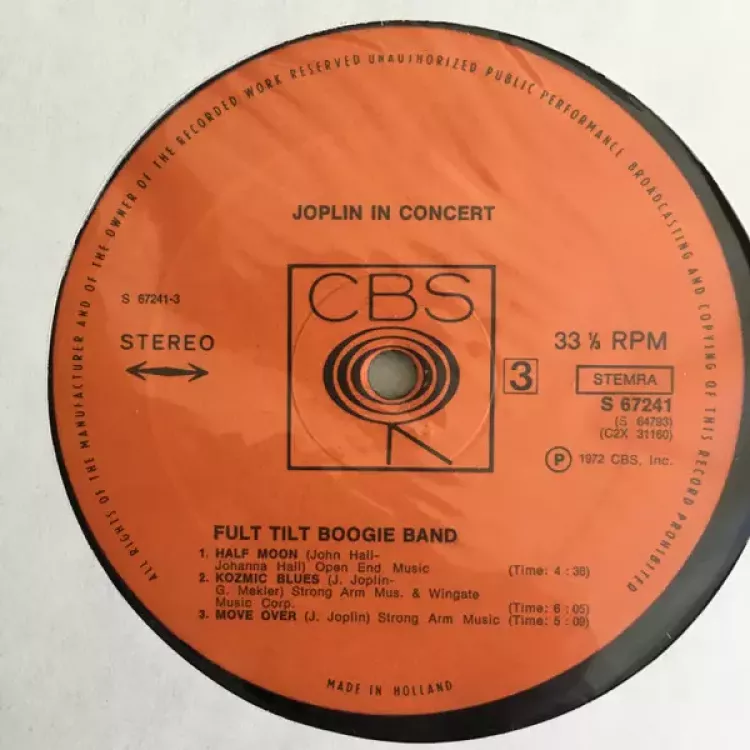 ALL RIGHTS OF THE MANUFACTURER AND OF THE OWNER OF THE RECORDED WORK RESERVED UNAUTHORIZED PUBLIC PERFORMANCE BROADCASTING AND COPYING OF THIS RECORD PROHIBITED
JOPLIN IN CONCERT
CBS
S 67241-3
STEREO
3
33 ⅓ RPM
STEMRA
S 67241
(S 64793)
(C2X 31160)
Ⓟ 1972 CBS, Inc.
FULT TILT BOOGIE BAND
1. HALF MOON (John Hall-
Johanna Hall) Open End Music (Time: 4 : 38)
2. KOZMIC BLUES (J. Joplin-
G. Mekler) Strong Arm Mus. & Wingate
Music Corp. (Time: 6 : 05)
3. MOVE OVER (J. Joplin) Strong Arm Music (Time: 5 : 09)
MADE IN HOLLAND